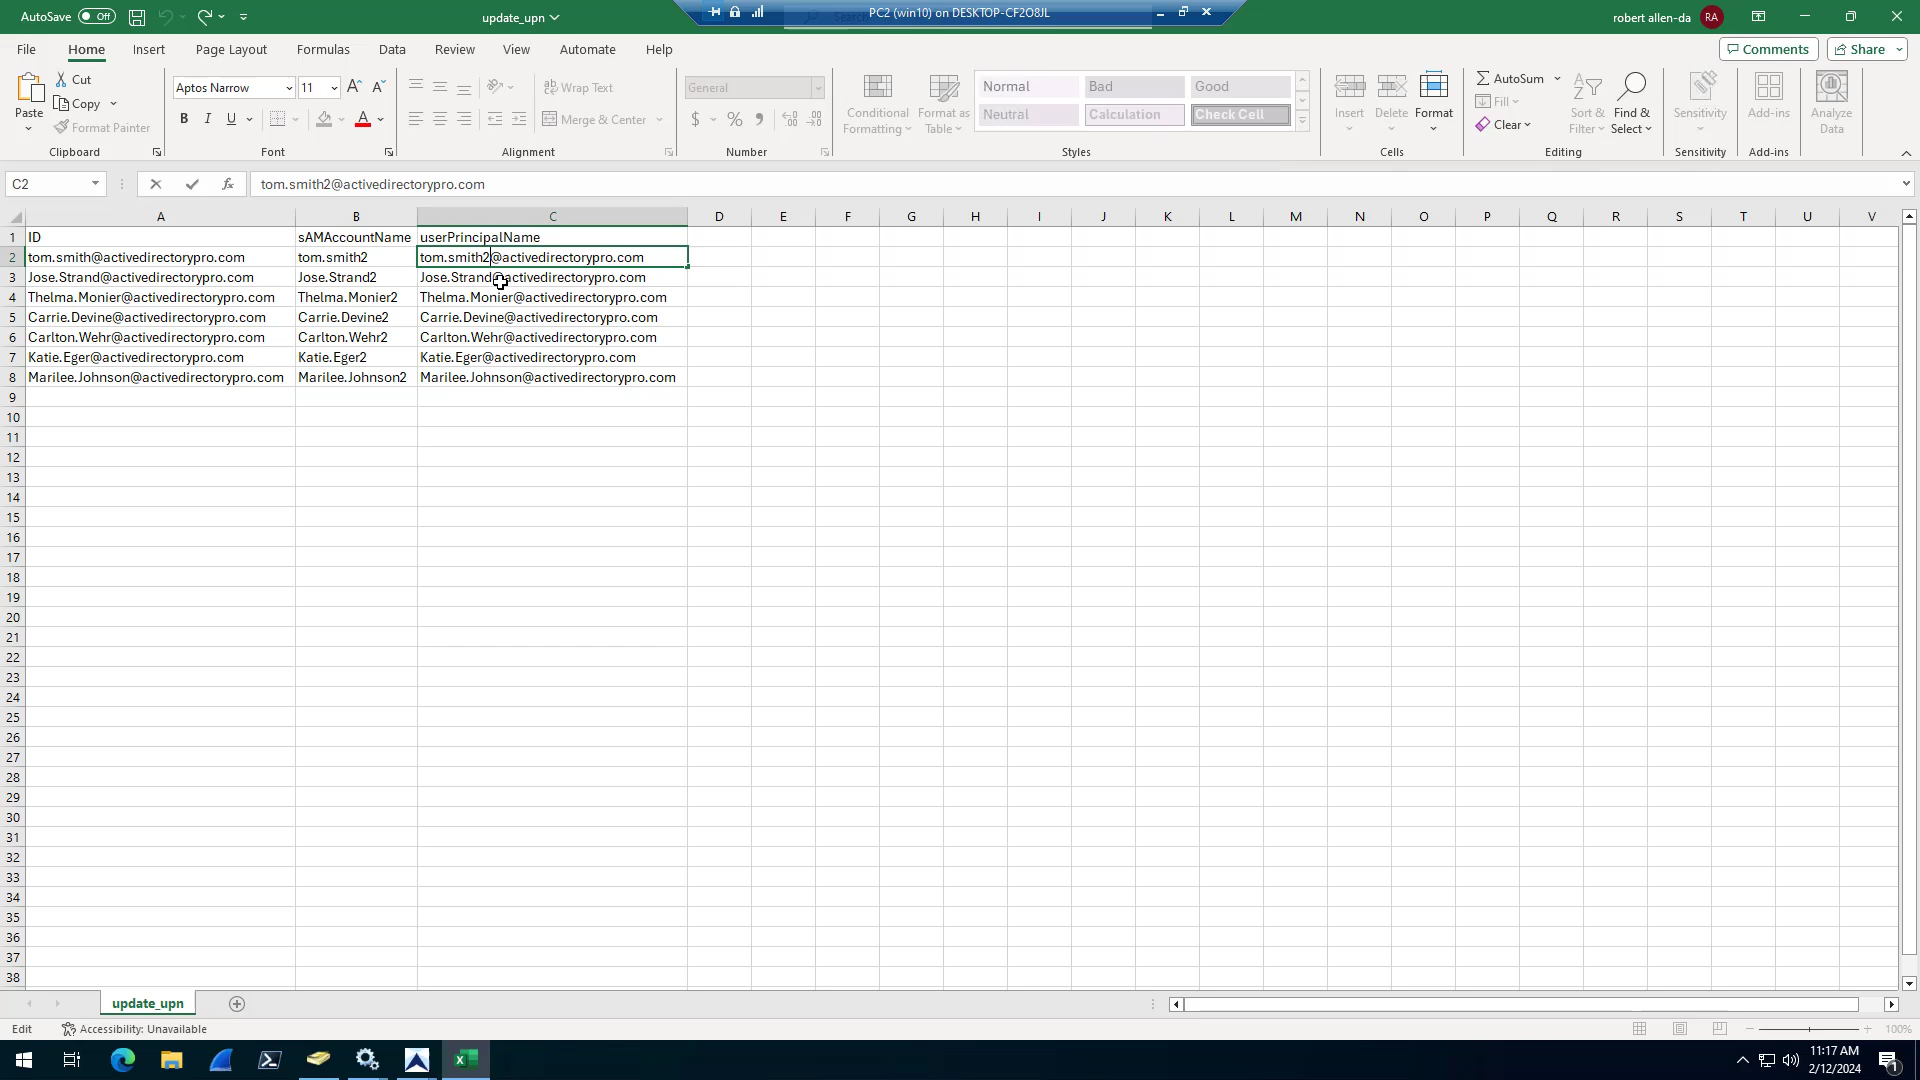 AutoSave Off update_upn PC2 (win10) on DESKTOP-CF2O8JL robert allen-da RA
File Home Insert Page Layout Formulas Data Review View Automate Help Comments Share
Paste Cut Copy Format Painter Clipboard
Aptos Narrow 11 B I U A Font
Wrap Text Merge & Center Alignment
General $ % Number
Conditional Formatting Format as Table Normal Bad Good Neutral Calculation Check Cell Styles
Insert Delete Format Cells
AutoSum Fill Clear Sort & Filter Find & Select Editing
Sensitivity Sensitivity
Add-ins Add-ins
Analyze Data
C2 fx tom.smith2@activedirectorypro.com
A B C D E F G H I J K L M N O P Q R S T U V
1 ID sAMAccountName userPrincipalName
2 tom.smith@activedirectorypro.com tom.smith2 tom.smith2@activedirectorypro.com
3 Jose.Strand@activedirectorypro.com Jose.Strand2 Jose.Strand@activedirectorypro.com
4 Thelma.Monier@activedirectorypro.com Thelma.Monier2 Thelma.Monier@activedirectorypro.com
5 Carrie.Devine@activedirectorypro.com Carrie.Devine2 Carrie.Devine@activedirectorypro.com
6 Carlton.Wehr@activedirectorypro.com Carlton.Wehr2 Carlton.Wehr@activedirectorypro.com
7 Katie.Eger@activedirectorypro.com Katie.Eger2 Katie.Eger@activedirectorypro.com
8 Marilee.Johnson@activedirectorypro.com Marilee.Johnson2 Marilee.Johnson@activedirectorypro.com
9
10
11
12
13
14
15
16
17
18
19
20
21
22
23
24
25
26
27
28
29
30
31
32
33
34
35
36
37
38
update_upn
Edit Accessibility: Unavailable 100%
11:17 AM
2/12/2024
1